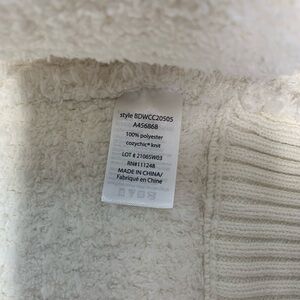 style BDWCC20505
A456868
100% polyester
cozychic® knit
LOT # 21065W03
RN#111248
MADE IN CHINA/
Fabriqué en Chine